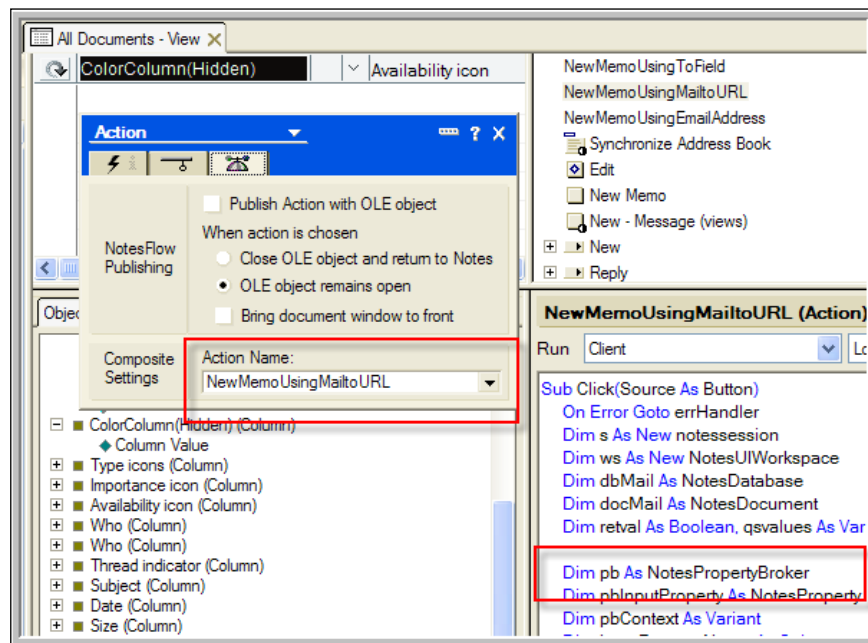 All Documents - View
ColorColumn(Hidden)
Availability icon
Action
Publish Action with OLE object
When action is chosen
NotesFlow
Publishing
Close OLE object and return to Notes
OLE object remains open
Bring document window to front
Composite
Settings
Action Name:
NewMemoUsingMailtoURL
Objec
ColorColumn(Hidden) (Column)
Column Value
Type icons (Column)
Importance icon (Column)
Availability icon (Column)
Who (Column)
Who (Column)
Thread indicator (Column)
Subject (Column)
Date (Column)
Size (Column)
NewMemoUsingToField
NewMemoUsingMailtoURL
NewMemoUsingEmailAddress
Synchronize Address Book
Edit
New Memo
New - Message (views)
New
Reply
NewMemoUsingMailtoURL (Action)
Run Client Lo
Sub Click(Source As Button)
On Error Goto errHandler
Dim s As New notessession
Dim ws As New NotesUIWorkspace
Dim dbMail As NotesDatabase
Dim docMail As NotesDocument
Dim retval As Boolean, qsvalues As Var
Dim pb As NotesPropertyBroker
Dim pbInputProperty As NotesProperty
Dim pbContext As Variant